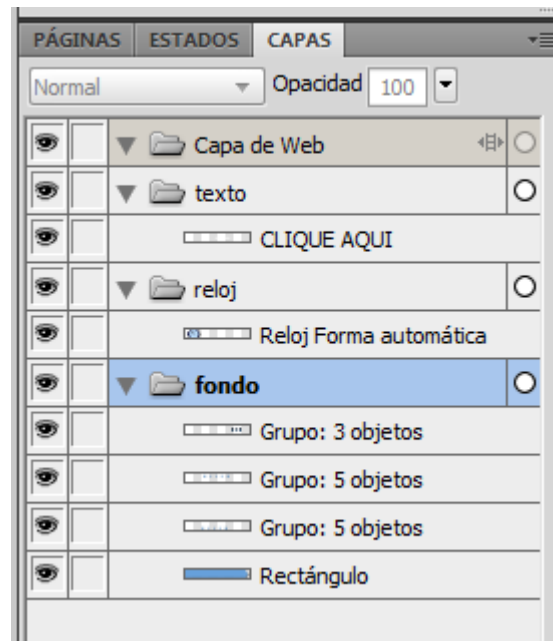 PÁGINAS ESTADOS CAPAS
Normal Opacidad 100
Capa de Web
texto
CLIQUE AQUI
reloj
Reloj Forma automática
fondo
Grupo: 3 objetos
Grupo: 5 objetos
Grupo: 5 objetos
Rectángulo